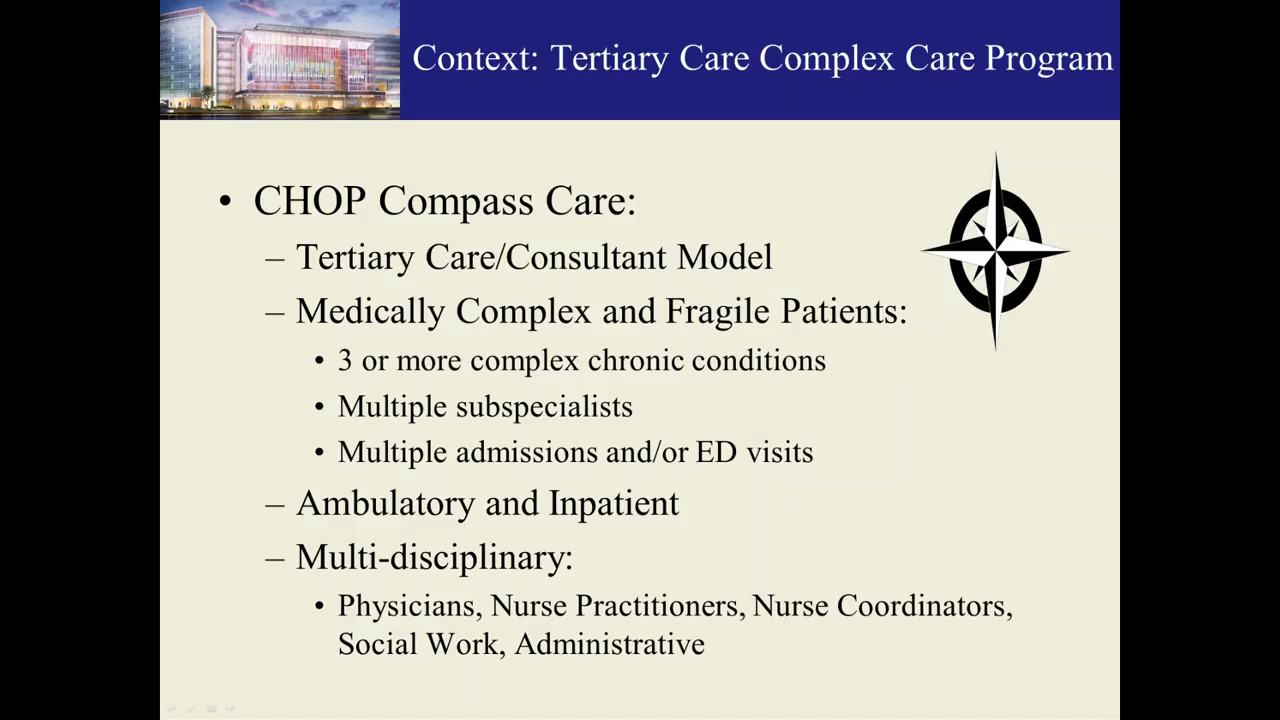 Context: Tertiary Care Complex Care Program
• CHOP Compass Care:
– Tertiary Care/Consultant Model
– Medically Complex and Fragile Patients:
• 3 or more complex chronic conditions
• Multiple subspecialists
• Multiple admissions and/or ED visits
– Ambulatory and Inpatient
– Multi-disciplinary:
• Physicians, Nurse Practitioners, Nurse Coordinators,
Social Work, Administrative